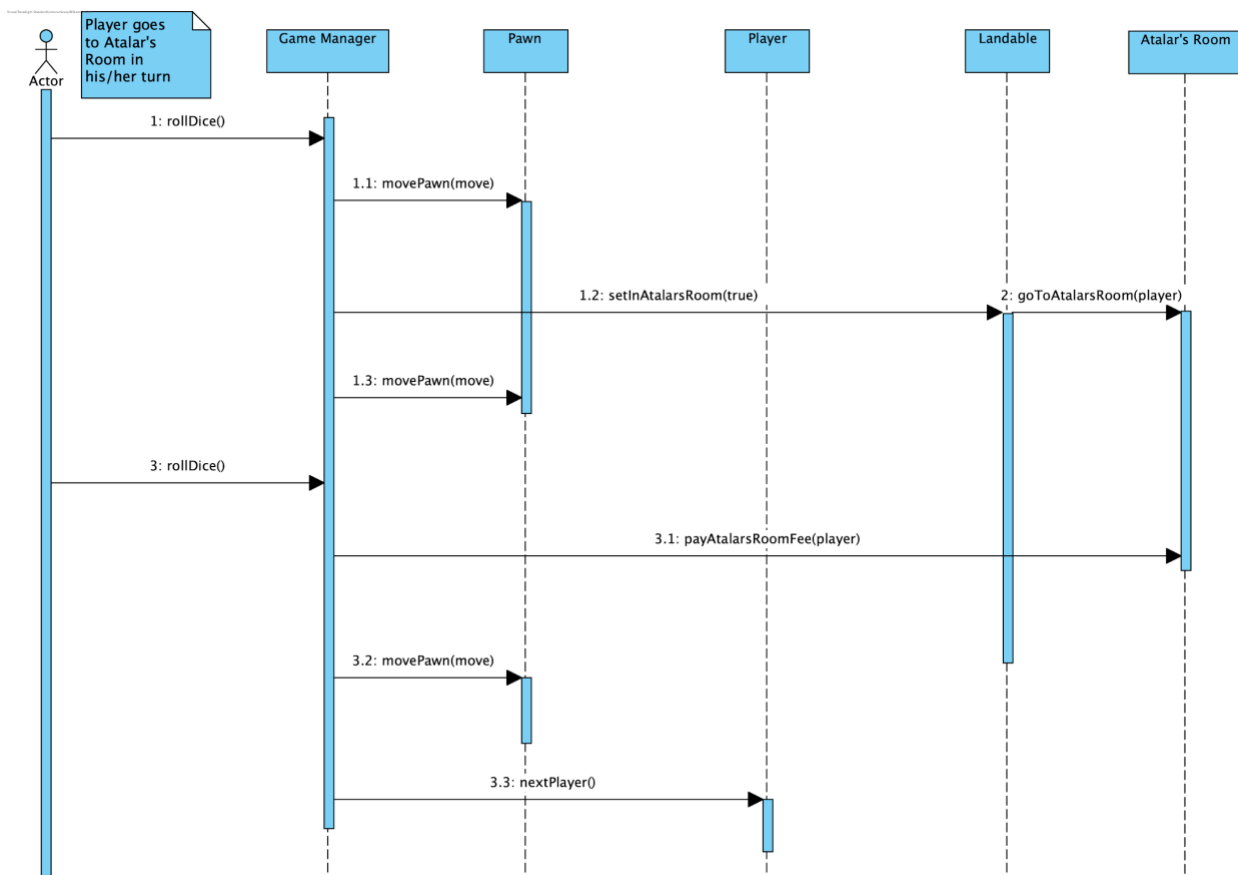 Player goes
to Atalar's
Room in
his/her turn
Actor
Game Manager
Pawn
Player
Landable
Atalar's Room
1: rollDice()
1.1: movePawn(move)
1.2: setInAtalarsRoom(true)
2: goToAtalarsRoom(player)
1.3: movePawn(move)
3: rollDice()
3.1: payAtalarsRoomFee(player)
3.2: movePawn(move)
3.3: nextPlayer()